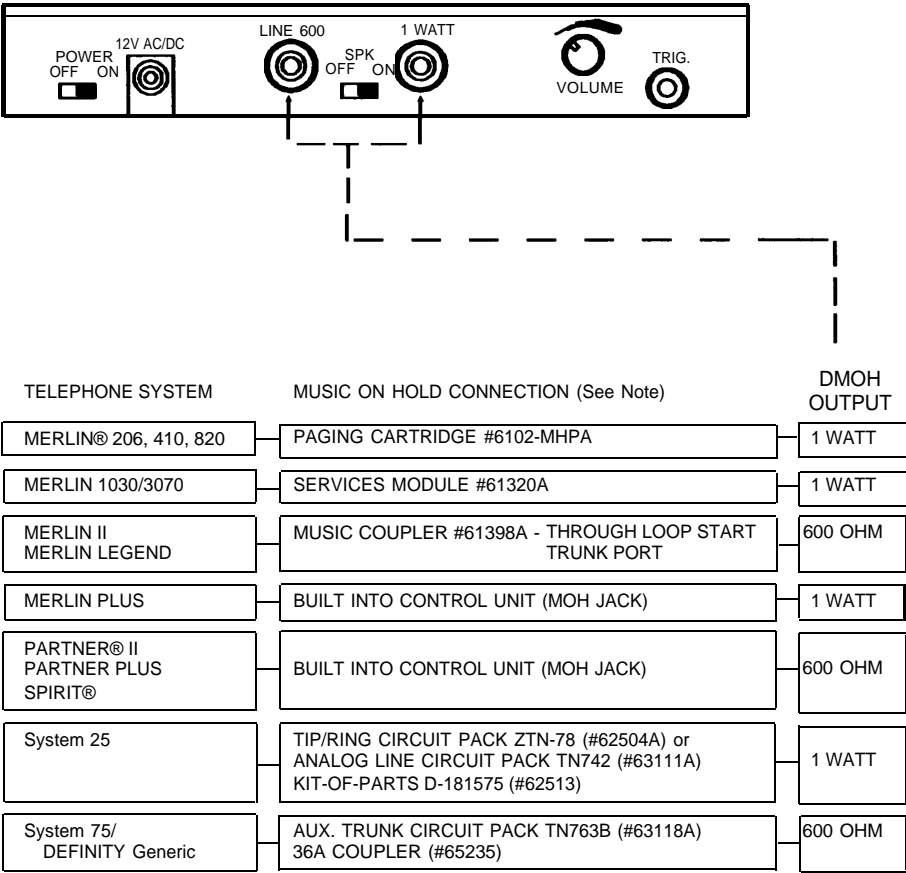 LINE 600 1 WATT
12V AC/DC
POWER
OFF ON
SPK
OFF ON
TRIG.
VOLUME
TELEPHONE SYSTEM MUSIC ON HOLD CONNECTION (See Note) DMOH
OUTPUT
MERLIN® 206, 410, 820 PAGING CARTRIDGE #6102-MHPA 1 WATT
MERLIN 1030/3070 SERVICES MODULE #61320A 1 WATT
MERLIN II MUSIC COUPLER #61398A - THROUGH LOOP START 600 OHM
MERLIN LEGEND TRUNK PORT
MERLIN PLUS BUILT INTO CONTROL UNIT (MOH JACK) 1 WATT
PARTNER® II
PARTNER PLUS BUILT INTO CONTROL UNIT (MOH JACK) 600 OHM
SPIRIT®
System 25 TIP/RING CIRCUIT PACK ZTN-78 (#62504A) or
ANALOG LINE CIRCUIT PACK TN742 (#63111A) 1 WATT
KIT-OF-PARTS D-181575 (#62513)
System 75/ AUX. TRUNK CIRCUIT PACK TN763B (#63118A) 600 OHM
DEFINITY Generic 36A COUPLER (#65235)